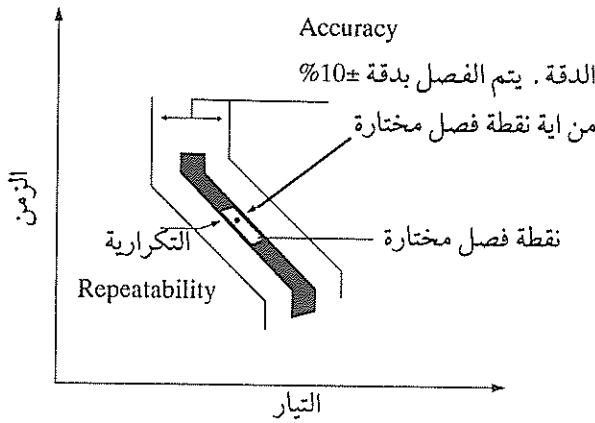 Accuracy
الدقة . يتم الفصل بدقة ±10%
من اية نقطة فصل مختارة
الزمن
التكرارية
نقطة فصل مختارة
Repeatability
التيار